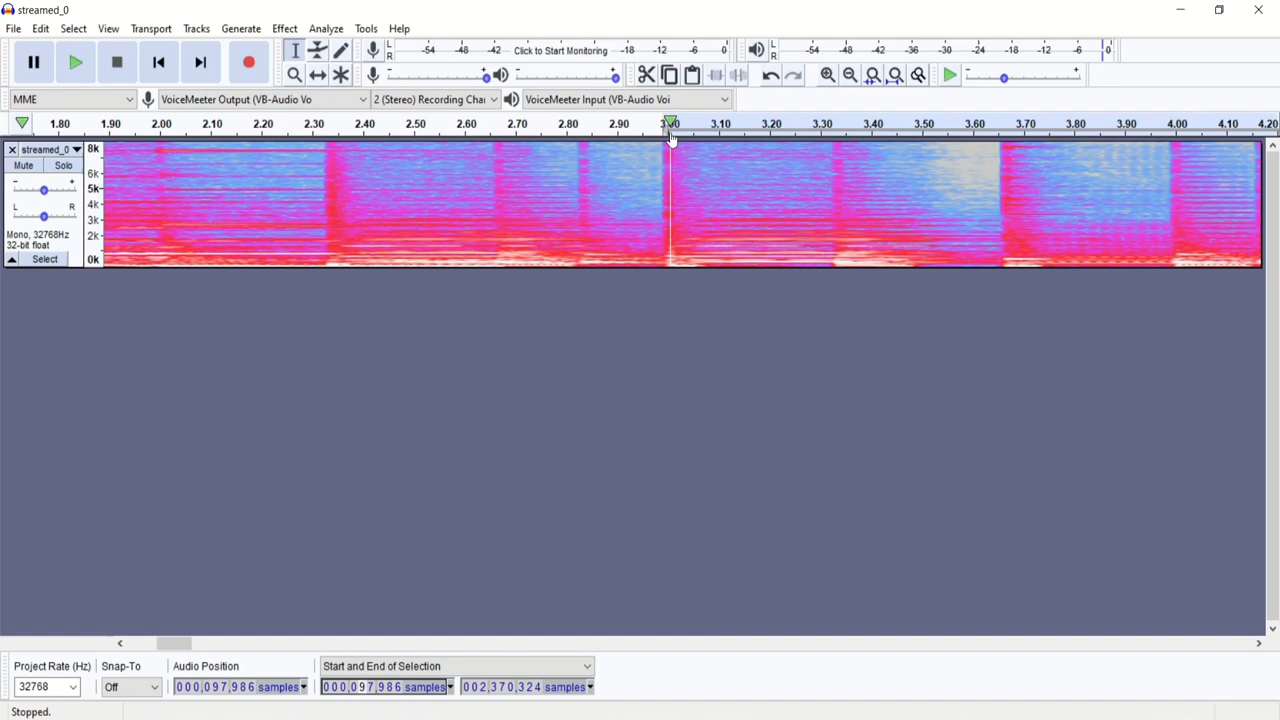 streamed_0
File Edit Select View Transport Tracks Generate Effect Analyze Tools Help
L R -54 -48 -42 Click to Start Monitoring -18 -12 -6 0 L R -54 -48 -42 -36 -30 -24 -18 -12 -6 0
- + - + - +
MME VoiceMeeter Output (VB-Audio Vo 2 (Stereo) Recording Chai VoiceMeeter Input (VB-Audio Voi
1.80 1.90 2.00 2.10 2.20 2.30 2.40 2.50 2.60 2.70 2.80 2.90 3.00 3.10 3.20 3.30 3.40 3.50 3.60 3.70 3.80 3.90 4.00 4.10 4.20
streamed_0 8k
Mute Solo
6k
- + 5k
4k
L R 3k
Mono, 32768Hz 2k
32-bit float
Select 0k
Project Rate (Hz) Snap-To Audio Position Start and End of Selection
32768 Off 000,097,986 samples 000,097,986 samples 002,370,324 samples
Stopped.